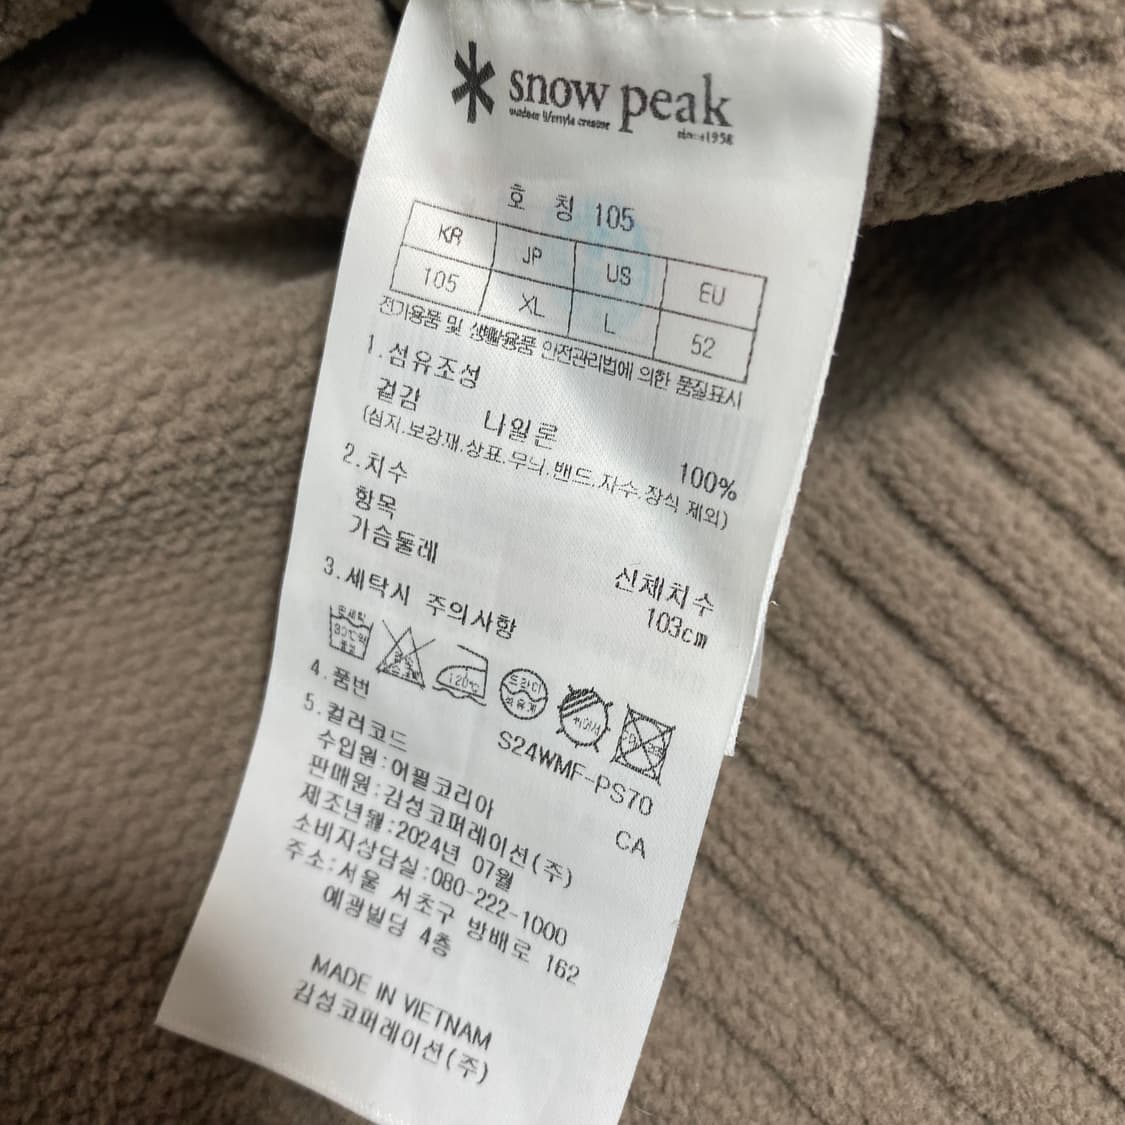 snow peak
outdoor lifestyle creator
since1958
호 칭 105
KR JP US EU
105 XL L 52
전기용품 및 생활용품 안전관리법에 의한 품질표시
1.섬유조성
겉감 나일론 100%
(심지.보강재.상표.무늬.밴드.자수.장식 제외)
2.치수
항목 신체치수
가슴둘레 103cm
3.세탁시 주의사항
손세탁 30℃ 120℃ 드라이
4.품번 S24WMF-PS70
5.컬러코드 CA
수입원:어필코리아
판매원:감성코퍼레이션(주)
제조년월:2024년 07월
소비자상담실:080-222-1000
주소:서울 서초구 방배로 162
예광빌딩 4층
MADE IN VIETNAM
감성코퍼레이션(주)